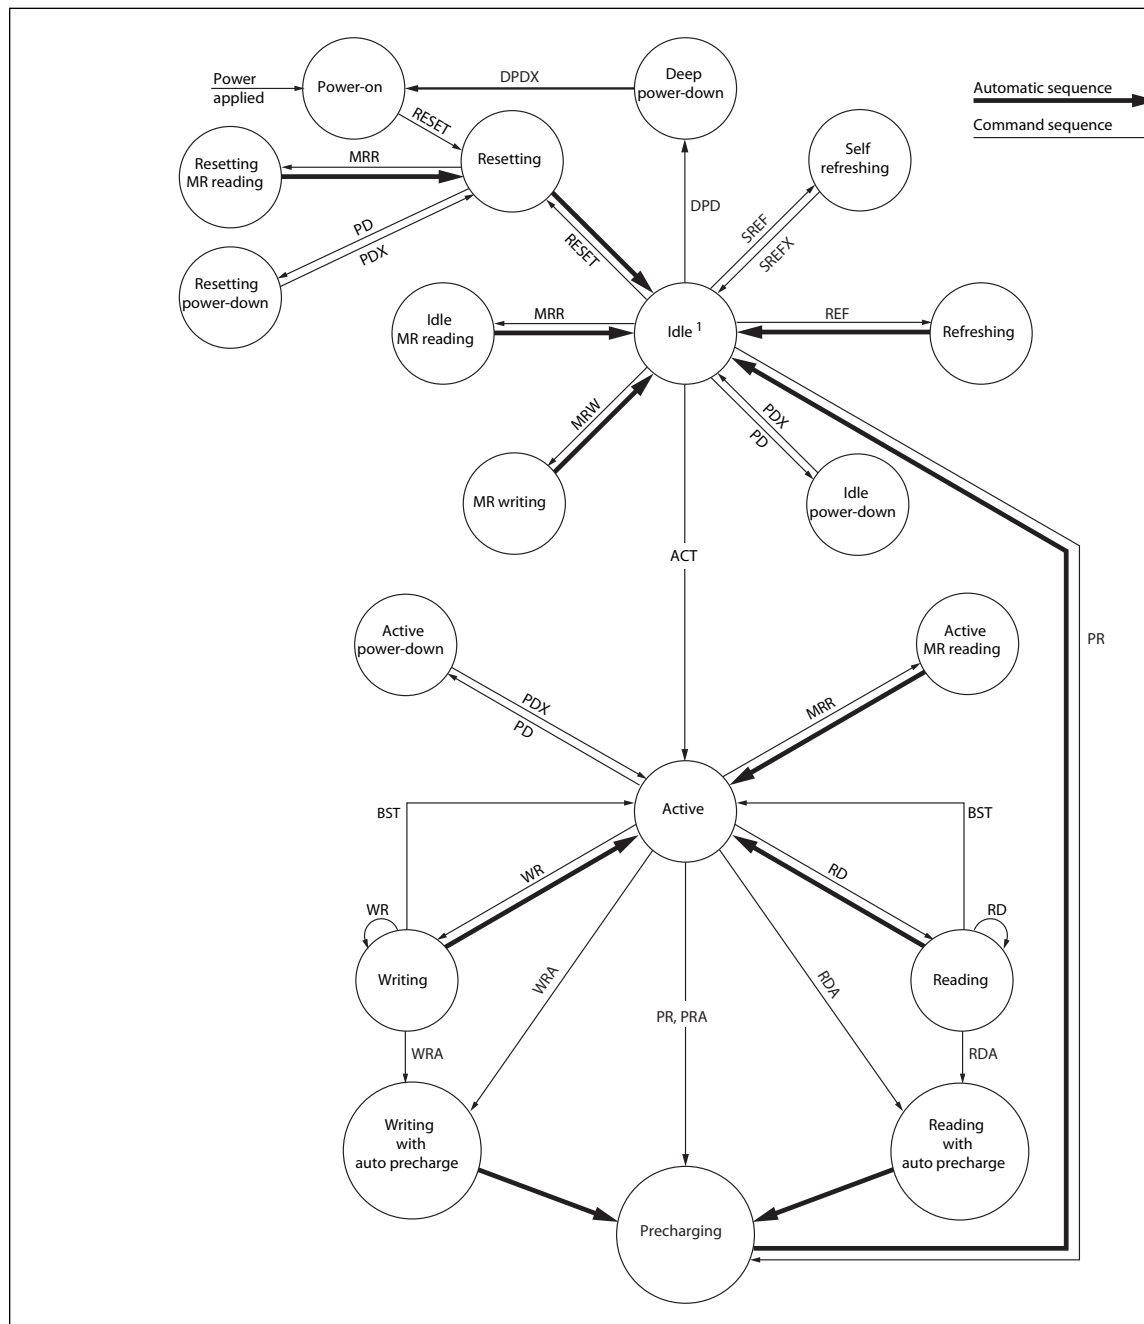 Power
applied
Power-on
DPDX
Deep
power-down
Automatic sequence
Command sequence
RESET
Resetting
MR reading
MRR
Resetting
Self
refreshing
DPD
SREF
SREFX
PD
PDX
RESET
Resetting
power-down
Idle
MR reading
MRR
Idle 1
REF
Refreshing
MRW
PDX
PD
MR writing
Idle
power-down
ACT
Active
power-down
Active
MR reading
PR
PDX
PD
MRR
BST
Active
BST
WR
RD
WR
RD
Writing
Reading
WRA
RDA
PR, PRA
WRA
RDA
Writing
with
auto precharge
Reading
with
auto precharge
Precharging